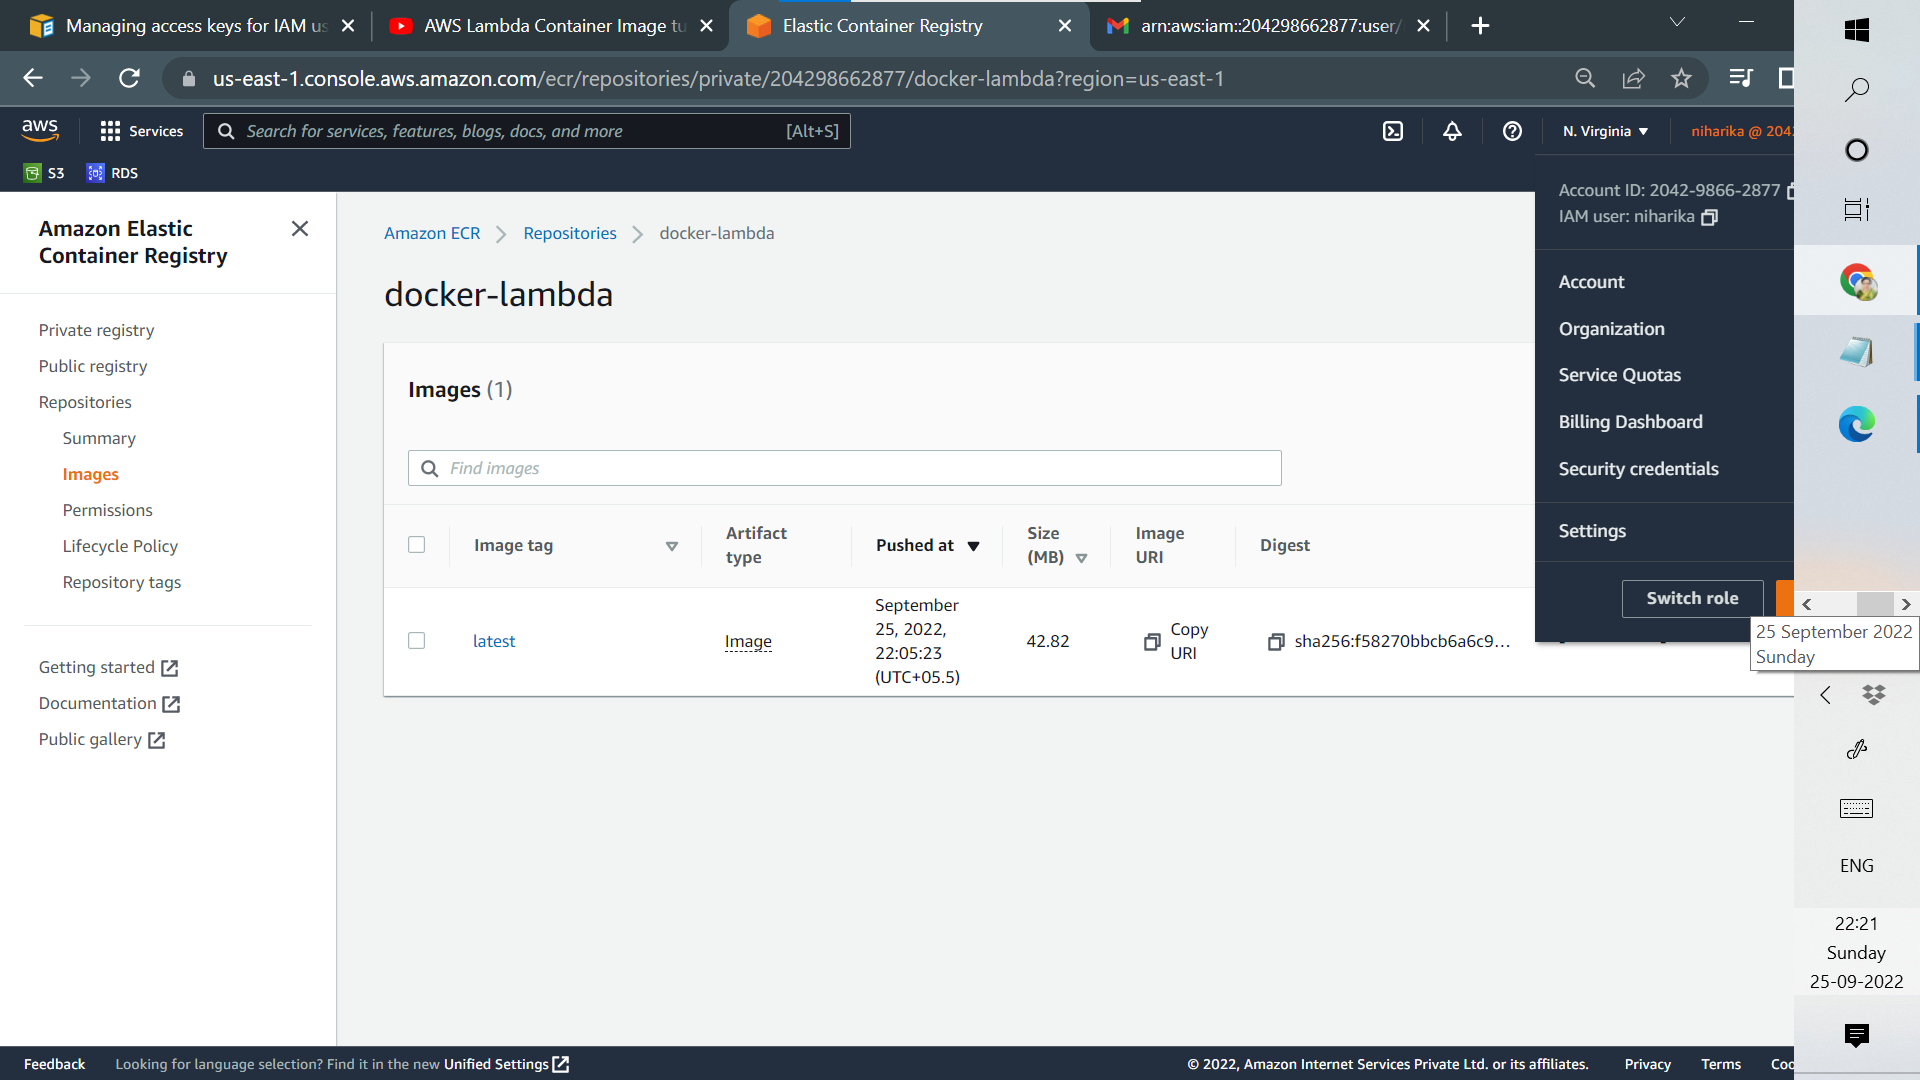 Managing access keys for IAM us
AWS Lambda Container Image tu
Elastic Container Registry
arn:aws:iam::204298662877:user/
us-east-1.console.aws.amazon.com/ecr/repositories/private/204298662877/docker-lambda?region=us-east-1
aws
Services
Search for services, features, blogs, docs, and more
[Alt+S]
N. Virginia
niharika @ 204
S3
RDS
Account ID: 2042-9866-2877
IAM user: niharika
Account
Organization
Service Quotas
Billing Dashboard
Security credentials
Settings
Switch role
Amazon Elastic
Container Registry
Private registry
Public registry
Repositories
Summary
Images
Permissions
Lifecycle Policy
Repository tags
Getting started
Documentation
Public gallery
Amazon ECR
Repositories
docker-lambda
docker-lambda
Images (1)
Find images
Image tag
Artifact
type
Pushed at
Size
(MB)
Image
URI
Digest
latest
Image
September
25, 2022,
22:05:23
(UTC+05.5)
42.82
Copy
URI
sha256:f58270bbcb6a6c9...
25 September 2022
Sunday
ENG
22:21
Sunday
25-09-2022
Feedback
Looking for language selection? Find it in the new Unified Settings
© 2022, Amazon Internet Services Private Ltd. or its affiliates.
Privacy
Terms
Coo